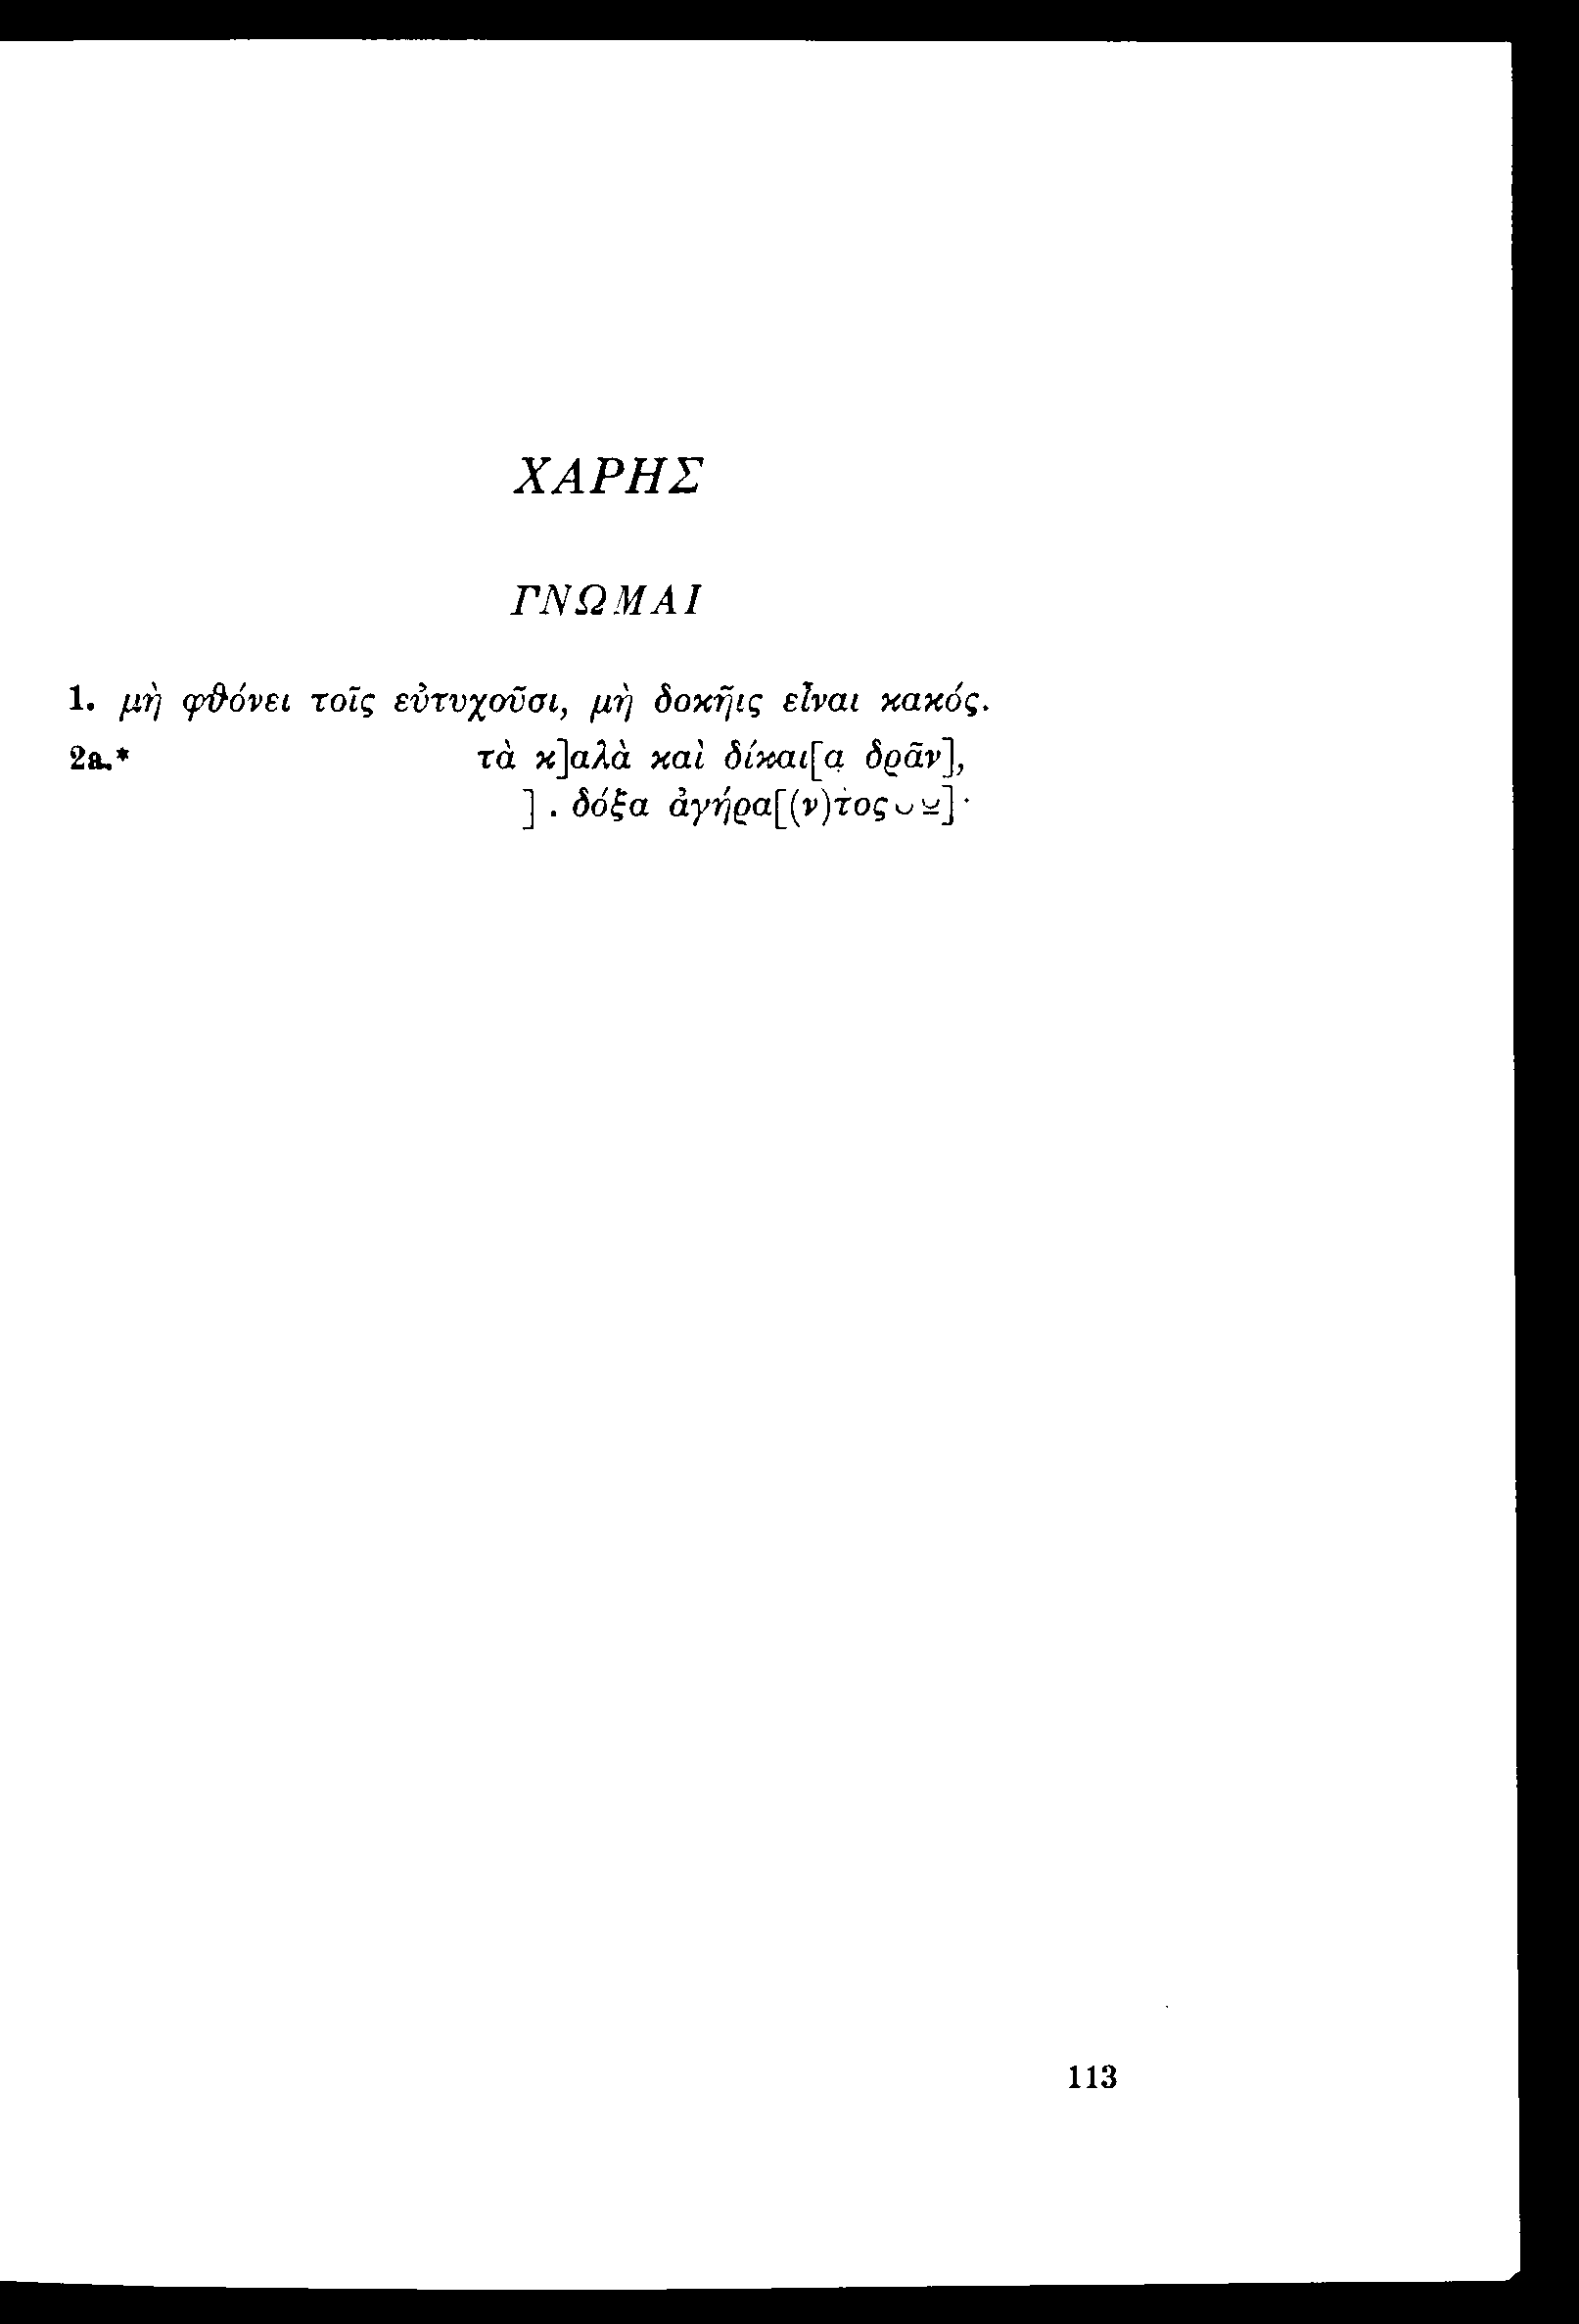 ΧΑΡΗΣ
ΓΝΩΜΑΙ
1. μὴ φθόνει τοῖς εὐτυχοῦσι, μὴ δοκῆις εἶναι κακός.
2a.* τὰ κ]αλὰ καὶ δίκαι[α̣ δρᾶν],
] . δόξα ἀγήρα[(ν)τος ⏑ ⏓]·
113